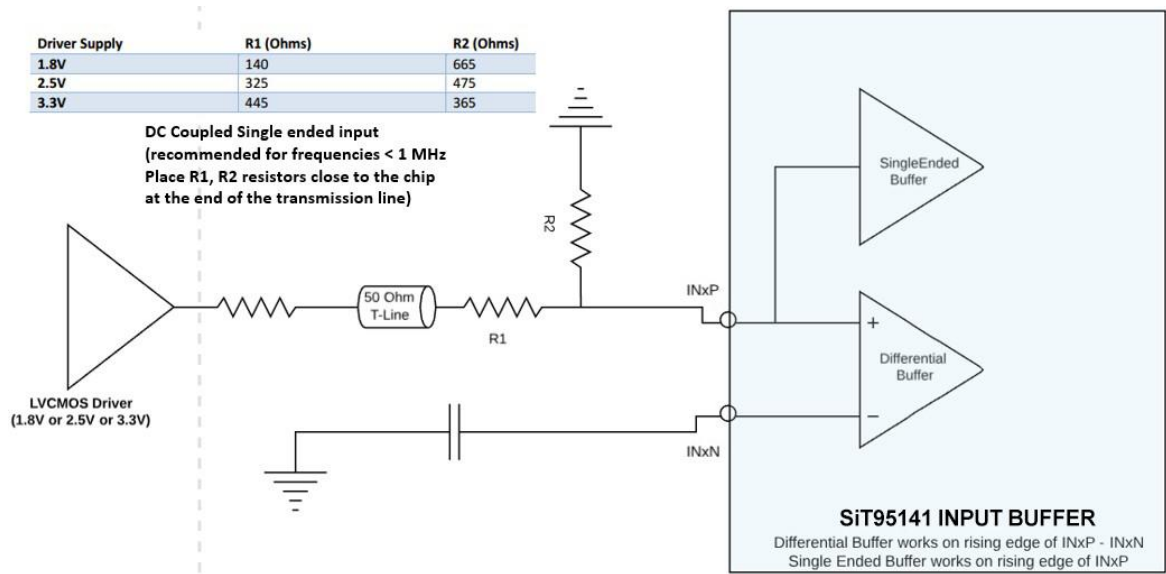 Driver Supply R1 (Ohms) R2 (Ohms)
1.8V 140 665
2.5V 325 475
3.3V 445 365
DC Coupled Single ended input
(recommended for frequencies < 1 MHz
Place R1, R2 resistors close to the chip
at the end of the transmission line)
SingleEnded
Buffer
R2
50 Ohm
T-Line
R1
INxP
+
Differential
Buffer
−
INxN
LVCMOS Driver
(1.8V or 2.5V or 3.3V)
SiT95141 INPUT BUFFER
Differential Buffer works on rising edge of INxP - INxN
Single Ended Buffer works on rising edge of INxP